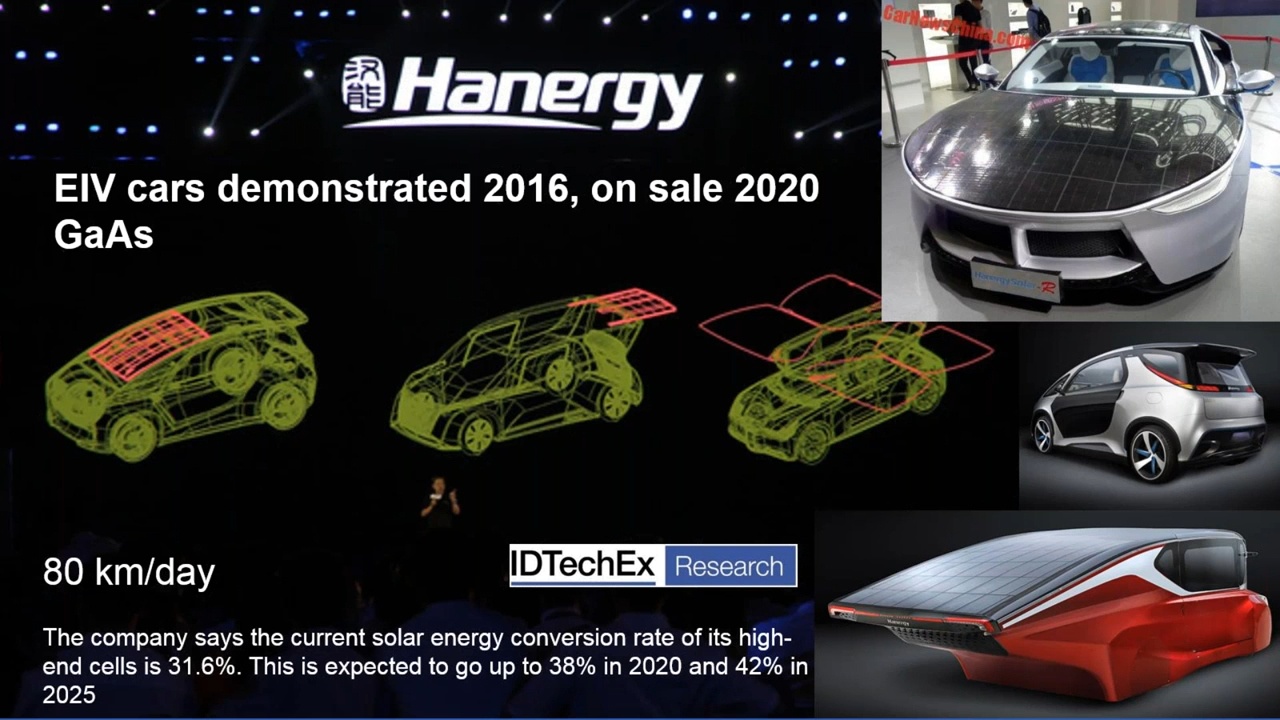 汉能 Hanergy
EIV cars demonstrated 2016, on sale 2020
GaAs
CarNewsChina.com
HanergySolar-R
80 km/day
IDTechEx Research
The company says the current solar energy conversion rate of its high-
end cells is 31.6%. This is expected to go up to 38% in 2020 and 42% in
2025
Hanergy